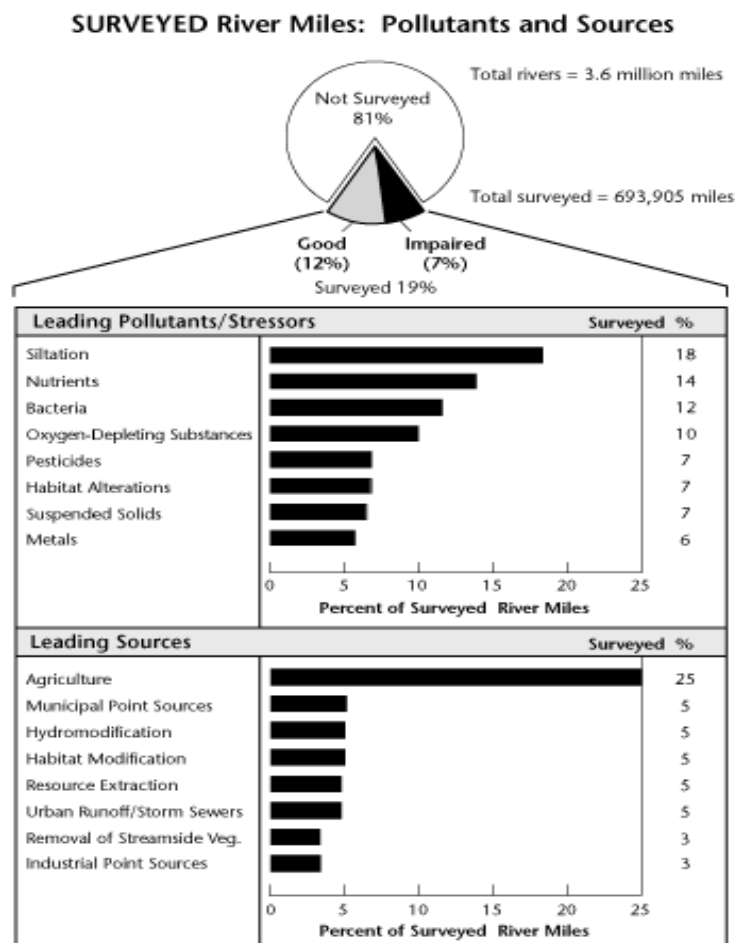 SURVEYED River Miles: Pollutants and Sources
Total rivers = 3.6 million miles
Not Surveyed
81%
Total surveyed = 693,905 miles
Good
(12%)
Impaired
(7%)
Surveyed 19%
Leading Pollutants/Stressors Surveyed %
Siltation 18
Nutrients 14
Bacteria 12
Oxygen-Depleting Substances 10
Pesticides 7
Habitat Alterations 7
Suspended Solids 7
Metals 6
0 5 10 15 20 25
Percent of Surveyed River Miles
Leading Sources Surveyed %
Agriculture 25
Municipal Point Sources 5
Hydromodification 5
Habitat Modification 5
Resource Extraction 5
Urban Runoff/Storm Sewers 5
Removal of Streamside Veg. 3
Industrial Point Sources 3
0 5 10 15 20 25
Percent of Surveyed River Miles